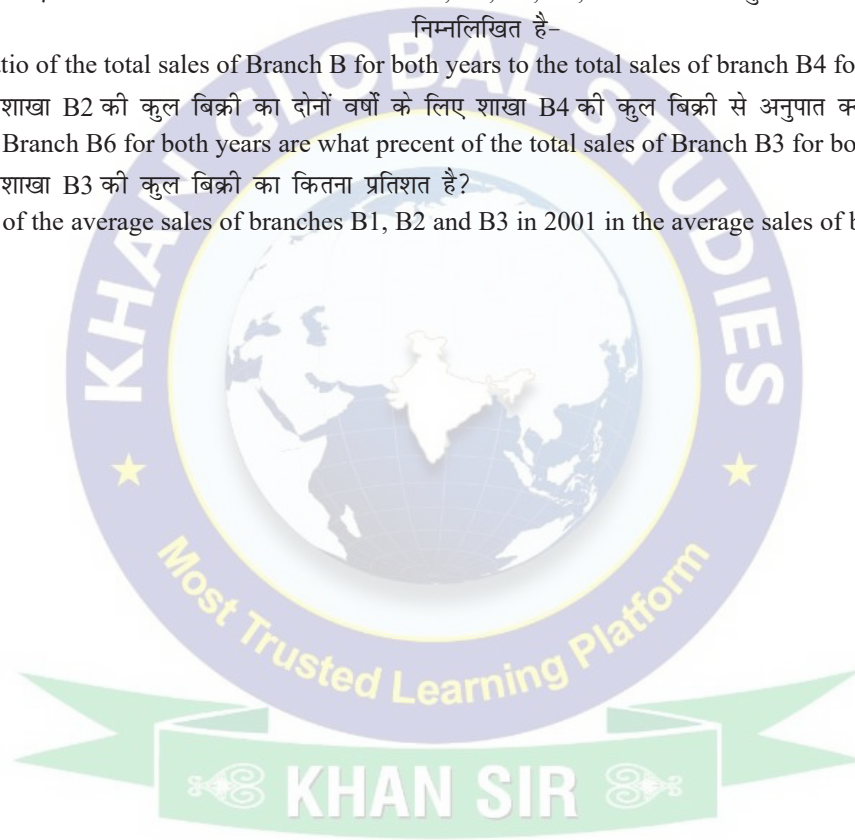 निम्नलिखित है-
of the total sales of Branch B for both years to the total sales of branch B4
शाखा B2 की कुल बिक्री का दोनों वर्षों के लिए शाखा B4 की कुल बिक्री से अनुपात
Branch B6 for both years are what precent of the total sales of Branch B3 for
शाखा B3 की कुल बिक्री का कितना प्रतिशत है?
of the average sales of branches B1, B2 and B3 in 2001 in the average sales of
KHAN GLOBAL STUDIES
Most Trusted Learning Platform
KHAN SIR